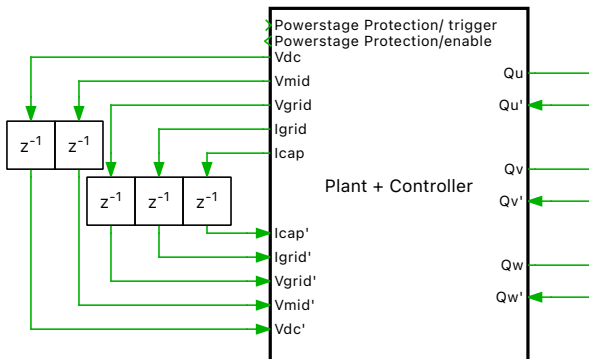 Powerstage Protection/ trigger
Powerstage Protection/enable
Vdc
Vmid
Vgrid
Igrid
Icap
Qu
Qu'
Qv
Qv'
Qw
Qw'
z⁻¹ z⁻¹
z⁻¹ z⁻¹ z⁻¹
Plant + Controller
Icap'
Igrid'
Vgrid'
Vmid'
Vdc'